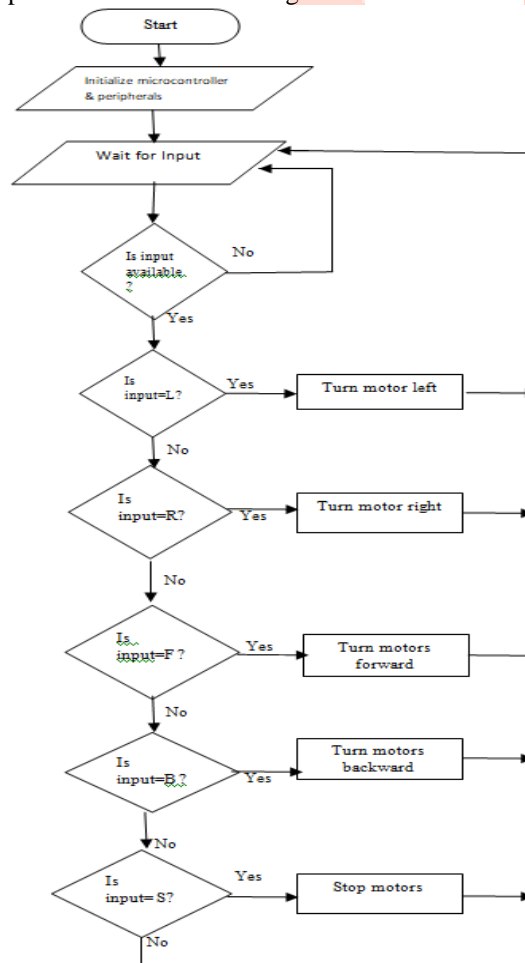 Start
Initialize microcontroller
& peripherals
Wait for Input
Is input
available
?
No
Yes
Is
input=L?
Yes
Turn motor left
No
Is
input=R?
Yes
Turn motor right
No
Is
input=F ?
Yes
Turn motors
forward
No
Is
input=B ?
Yes
Turn motors
backward
No
Is
input= S?
Yes
Stop motors
No